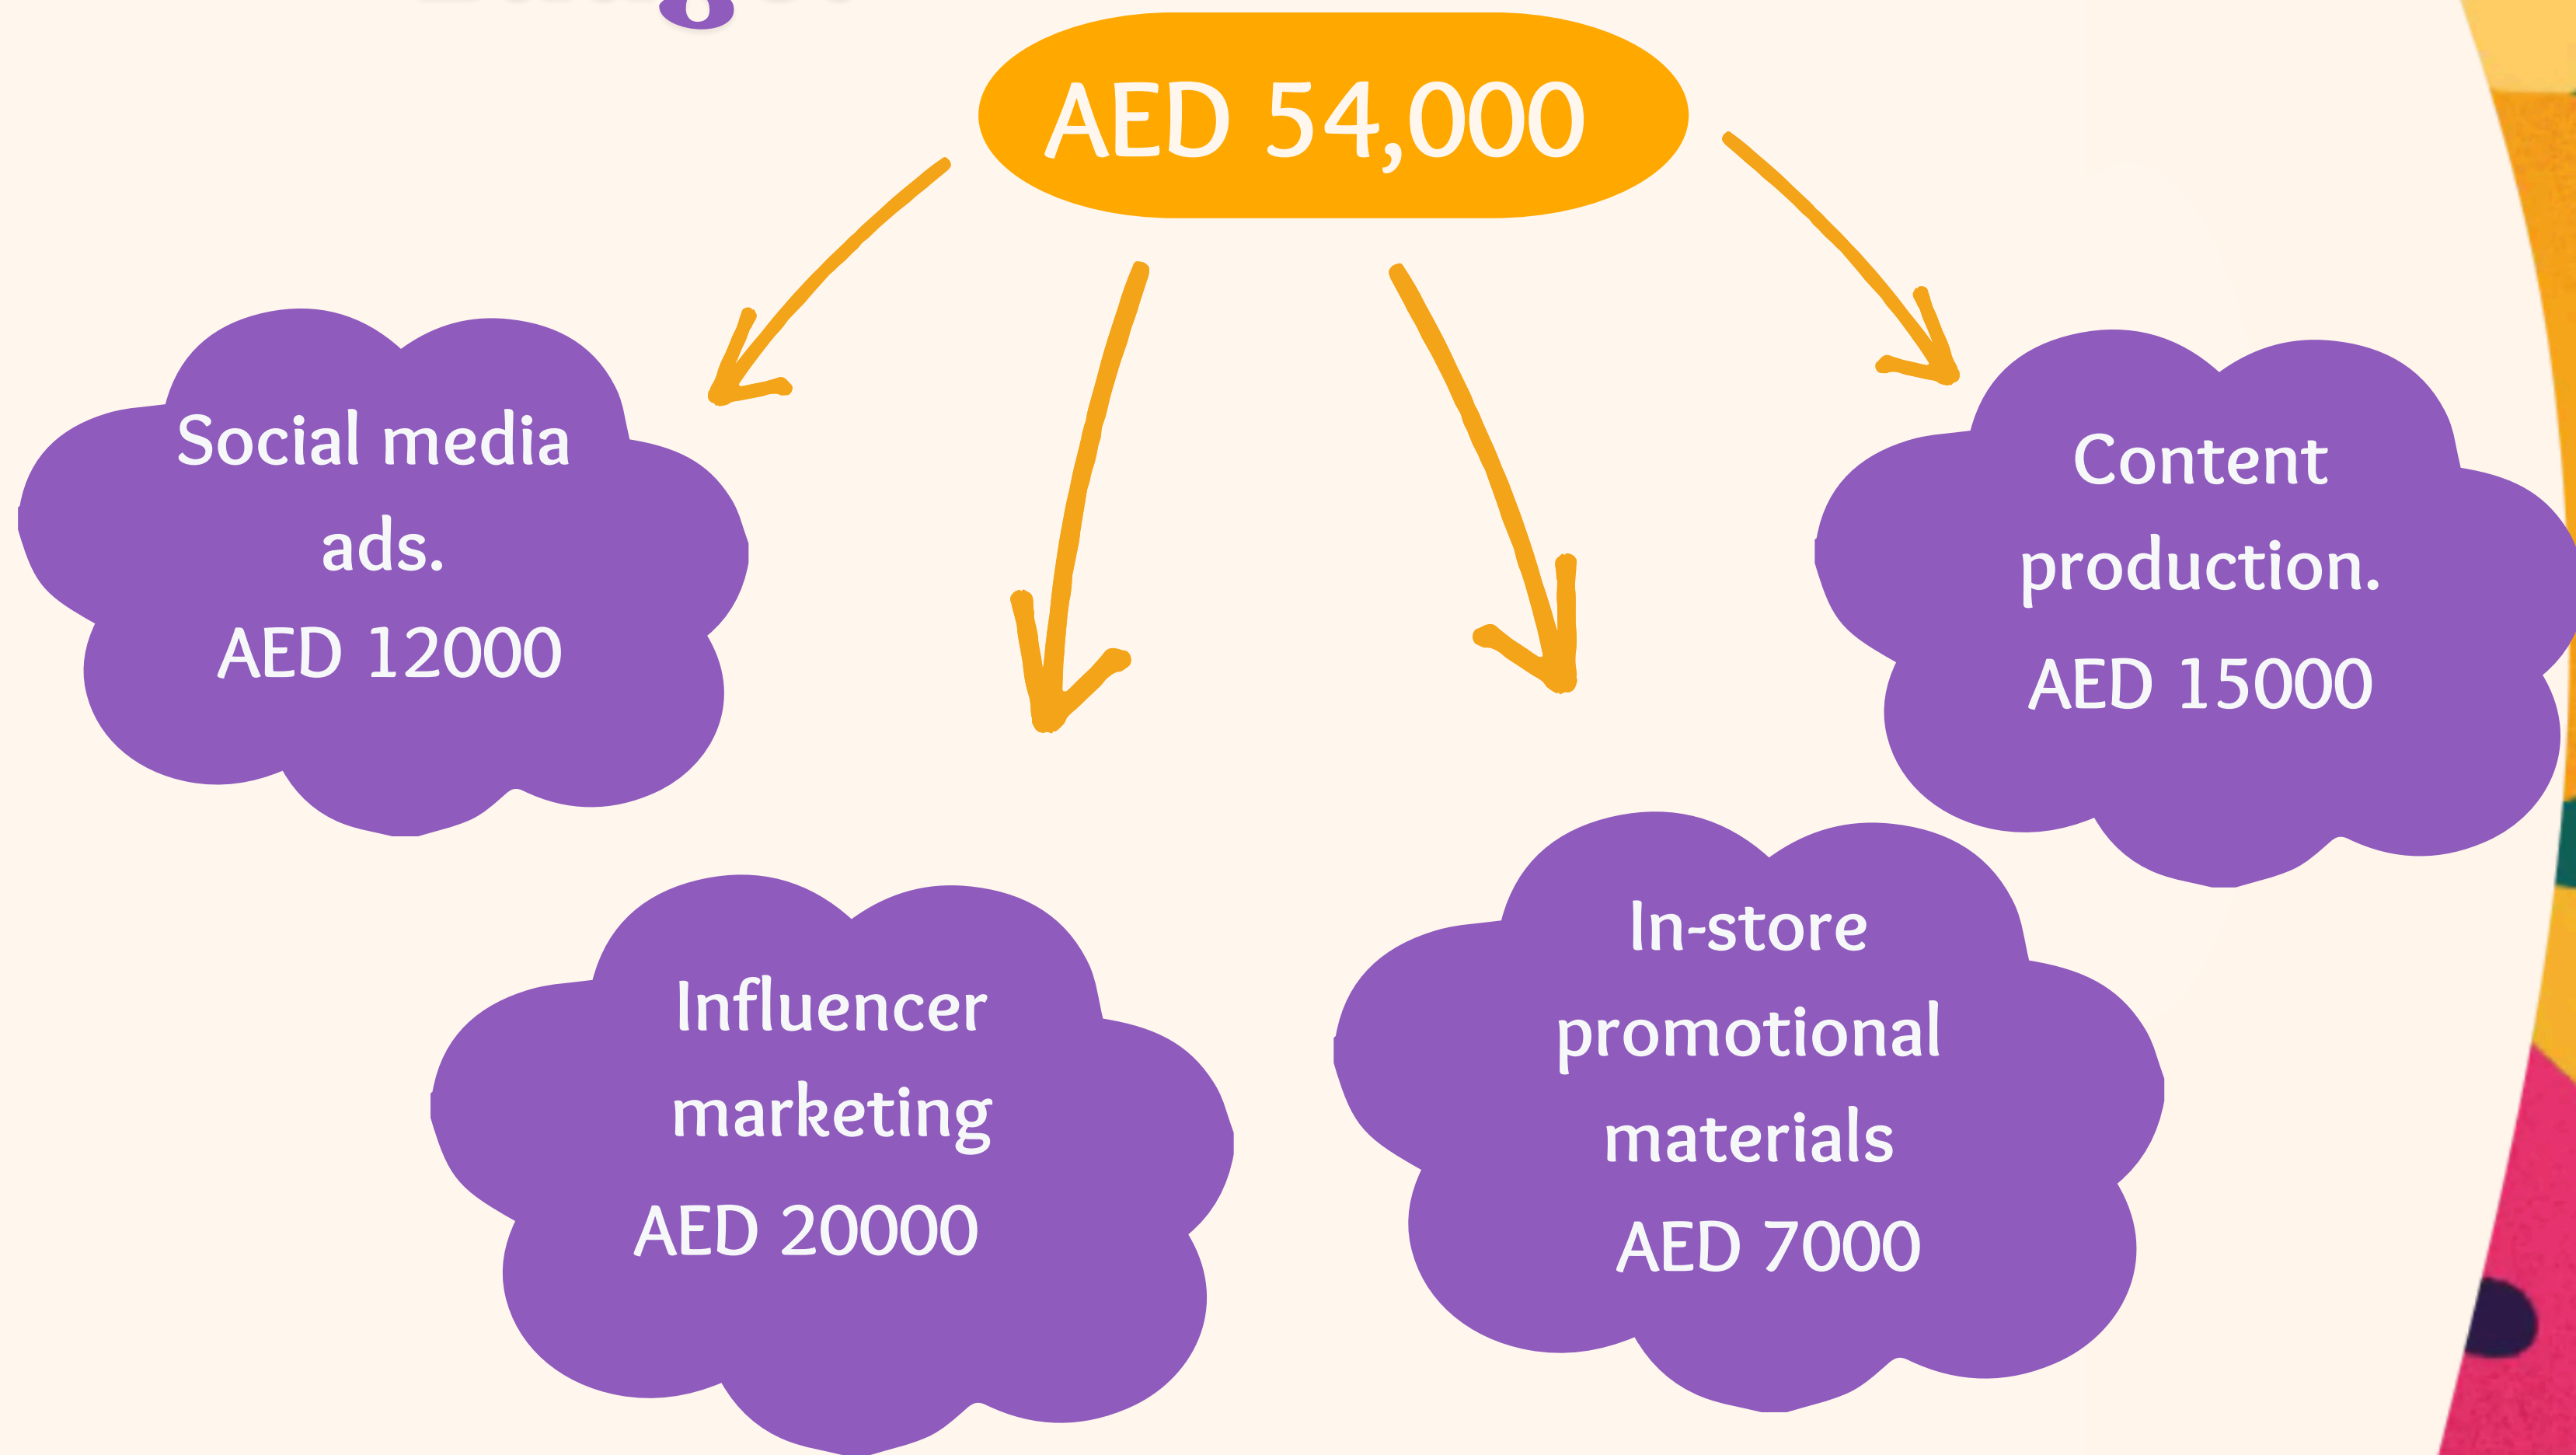 AED 54,000
Social media
ads.
AED 12000
Influencer
marketing
AED 20000
In-store
promotional
materials
AED 7000
Content
production.
AED 15000